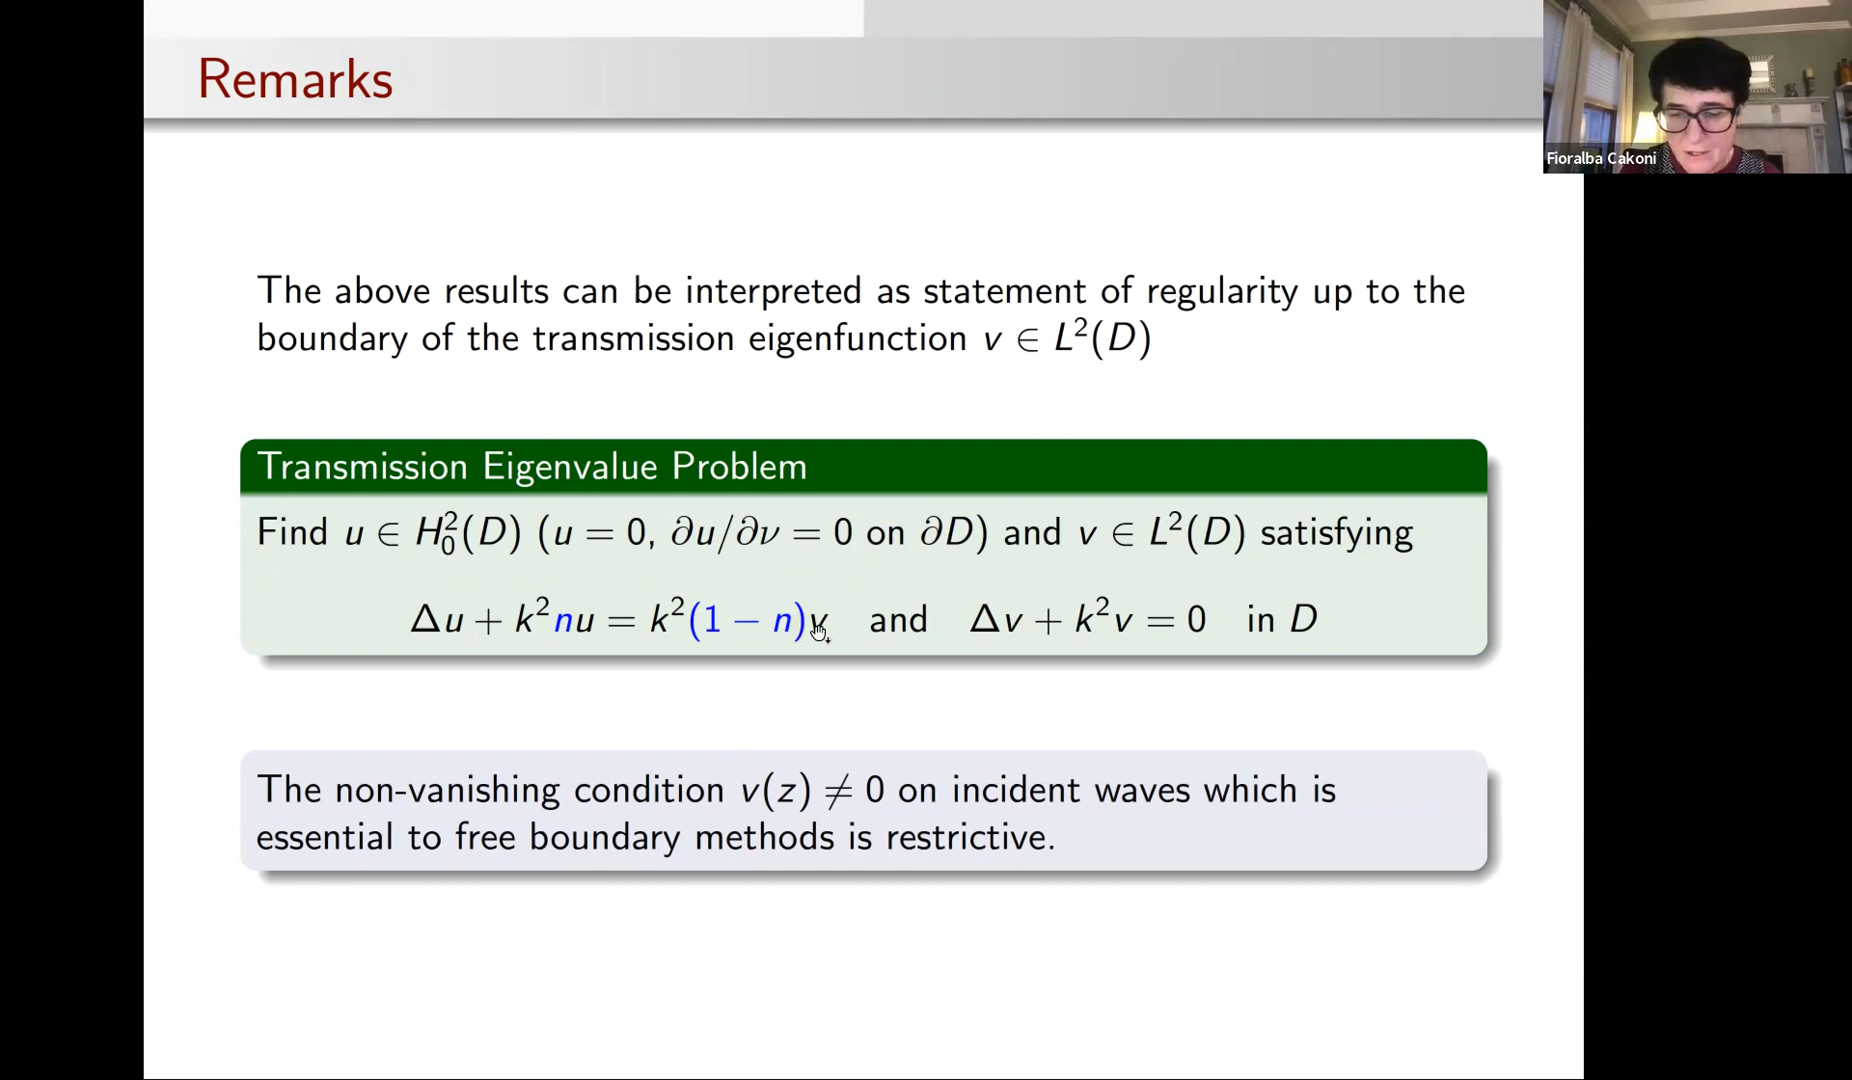 Remarks
Fioralba Cakoni
The above results can be interpreted as statement of regularity up to the
boundary of the transmission eigenfunction v ∈ L²(D)
Transmission Eigenvalue Problem
Find u ∈ H₀²(D) (u = 0, ∂u/∂ν = 0 on ∂D) and v ∈ L²(D) satisfying
Δu + k²nu = k²(1 − n)v and Δv + k²v = 0 in D
The non-vanishing condition v(z) ≠ 0 on incident waves which is
essential to free boundary methods is restrictive.